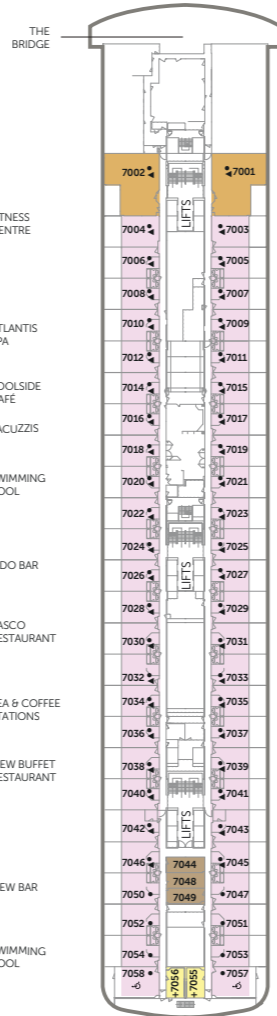 THE
BRIDGE
7002
7001
LIFTS
TNESS
ENTRE
7004
7003
7006
7005
7008
7007
TLANTIS
PA
7010
7009
7012
7011
OOLSIDE
AFÉ
7014
7015
7016
7017
ACUZZIS
7018
7019
WIMMING
OOL
7020
7021
7022
7023
7024
7025
DO BAR
LIFTS
7026
7027
7028
7029
ASCO
ESTAURANT
7030
7031
7032
7033
EA & COFFEE
TATIONS
7034
7035
7036
7037
EW BUFFET
ESTAURANT
7038
7039
7040
7041
LIFTS
7042
7043
7046
7044
7045
7048
EW BAR
7050
7049
7047
7052
7051
WIMMING
OOL
7054
7053
7058
+7056
+7055
7057